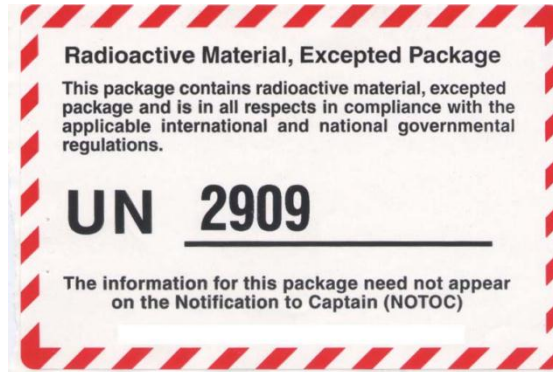 Radioactive Material, Excepted Package
This package contains radioactive material, excepted
package and is in all respects in compliance with the
applicable international and national governmental
regulations.
UN 2909
The information for this package need not appear
on the Notification to Captain (NOTOC)